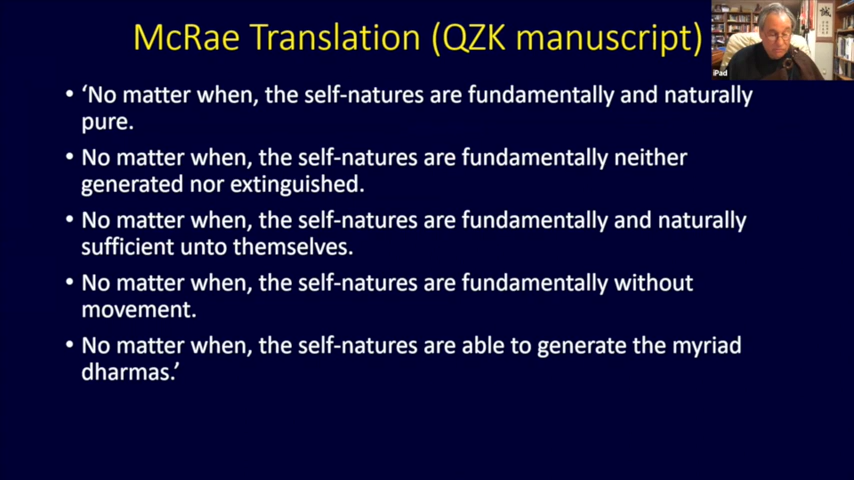 McRae Translation (QZK manuscript)
• ‘No matter when, the self-natures are fundamentally and naturally
pure.
• No matter when, the self-natures are fundamentally neither
generated nor extinguished.
• No matter when, the self-natures are fundamentally and naturally
sufficient unto themselves.
• No matter when, the self-natures are fundamentally without
movement.
• No matter when, the self-natures are able to generate the myriad
dharmas.’
iPad
誠